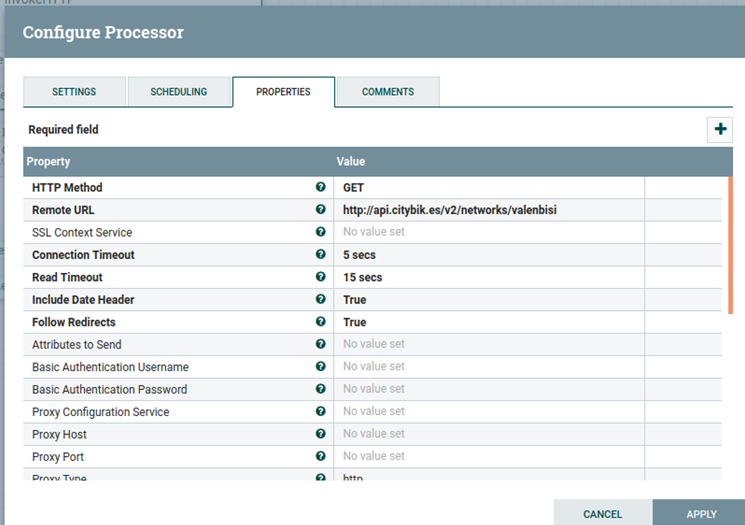 InvokeHTTP
Configure Processor
SETTINGS SCHEDULING PROPERTIES COMMENTS
Required field
Property Value
HTTP Method GET
Remote URL http://api.citybik.es/v2/networks/valenbisi
SSL Context Service No value set
Connection Timeout 5 secs
Read Timeout 15 secs
Include Date Header True
Follow Redirects True
Attributes to Send No value set
Basic Authentication Username No value set
Basic Authentication Password No value set
Proxy Configuration Service No value set
Proxy Host No value set
Proxy Port No value set
Proxy Type http
CANCEL APPLY